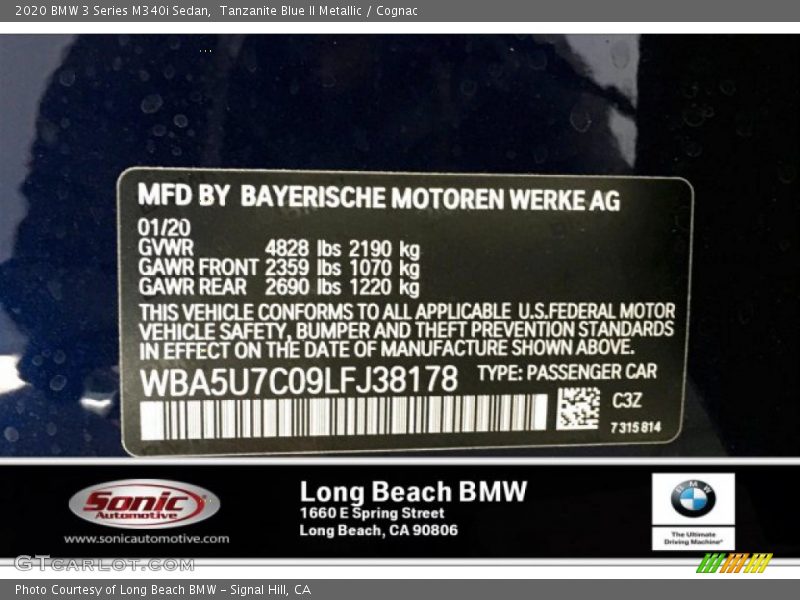 2020 BMW 3 Series M340i Sedan,  Tanzanite Blue II Metallic / Cognac
MFD BY BAYERISCHE MOTOREN WERKE AG
01/20
GVWR 4828 lbs 2190 kg
GAWR FRONT 2359 lbs 1070 kg
GAWR REAR 2690 lbs 1220 kg
THIS VEHICLE CONFORMS TO ALL APPLICABLE U.S.FEDERAL MOTOR
VEHICLE SAFETY, BUMPER AND THEFT PREVENTION STANDARDS
IN EFFECT ON THE DATE OF MANUFACTURE SHOWN ABOVE.
WBA5U7C09LFJ38178 TYPE: PASSENGER CAR
C3Z
7315814
Sonic
Automotive
www.sonicautomotive.com
Long Beach BMW
1660 E Spring Street
Long Beach, CA 90806
BMW
The Ultimate
Driving Machine®
GTCARLOT.COM
Photo Courtesy of Long Beach BMW - Signal Hill, CA